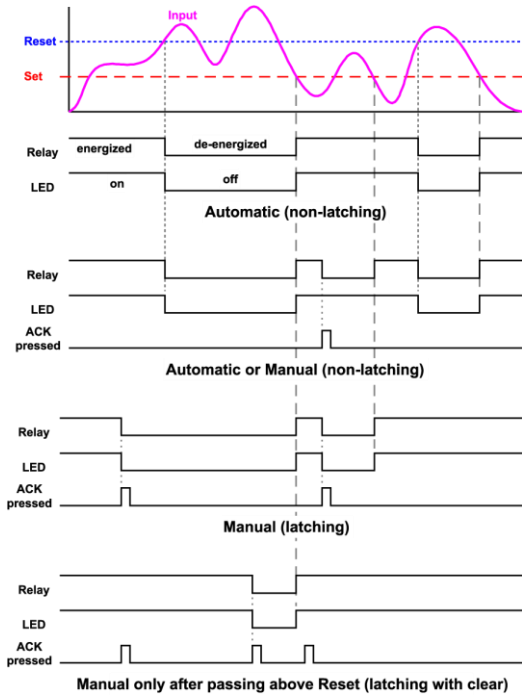 Input
Reset
Set
Relay energized de-energized
LED on off
Automatic (non-latching)
Relay
LED
ACK
pressed
Automatic or Manual (non-latching)
Relay
LED
ACK
pressed
Manual (latching)
Relay
LED
ACK
pressed
Manual only after passing above Reset (latching with clear)